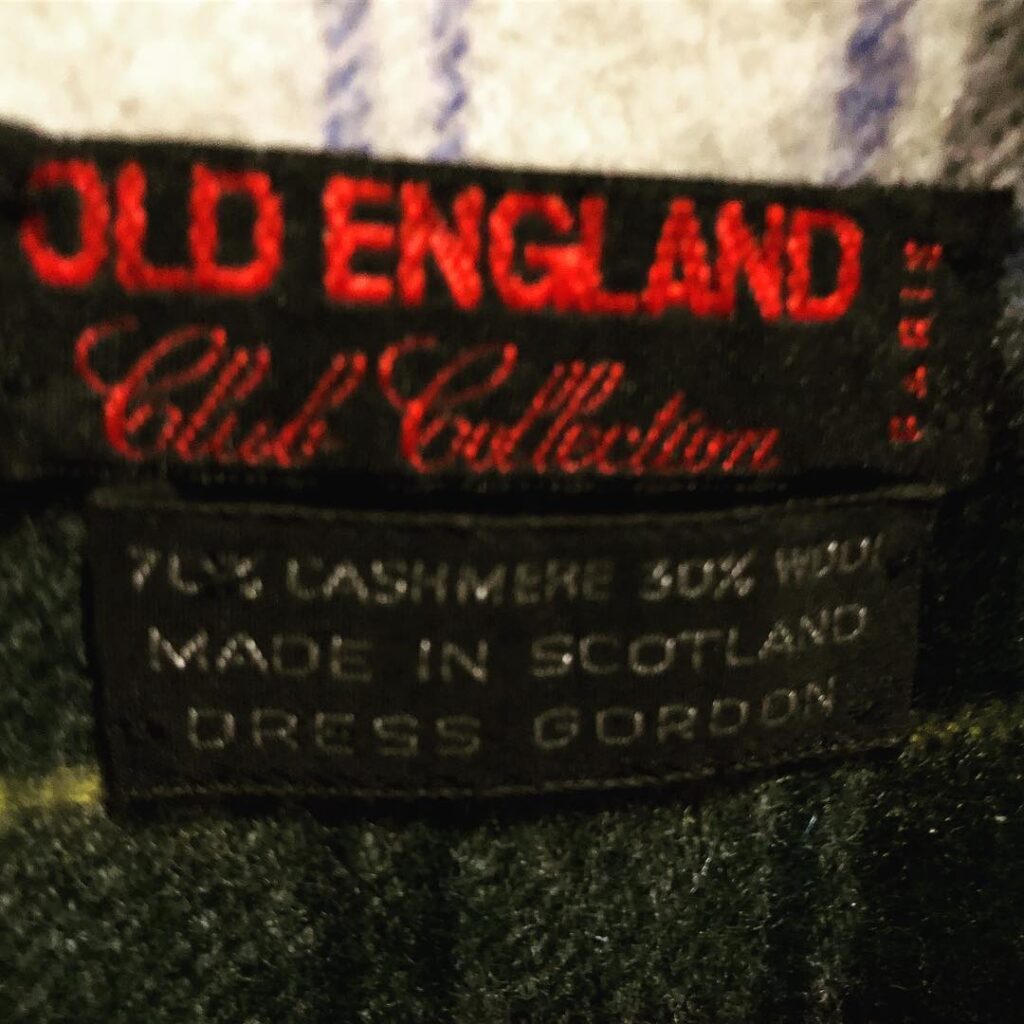 OLD ENGLAND
PARIS
Club Collection
70% CASHMERE 30% WOOL
MADE IN SCOTLAND
DRESS GORDON